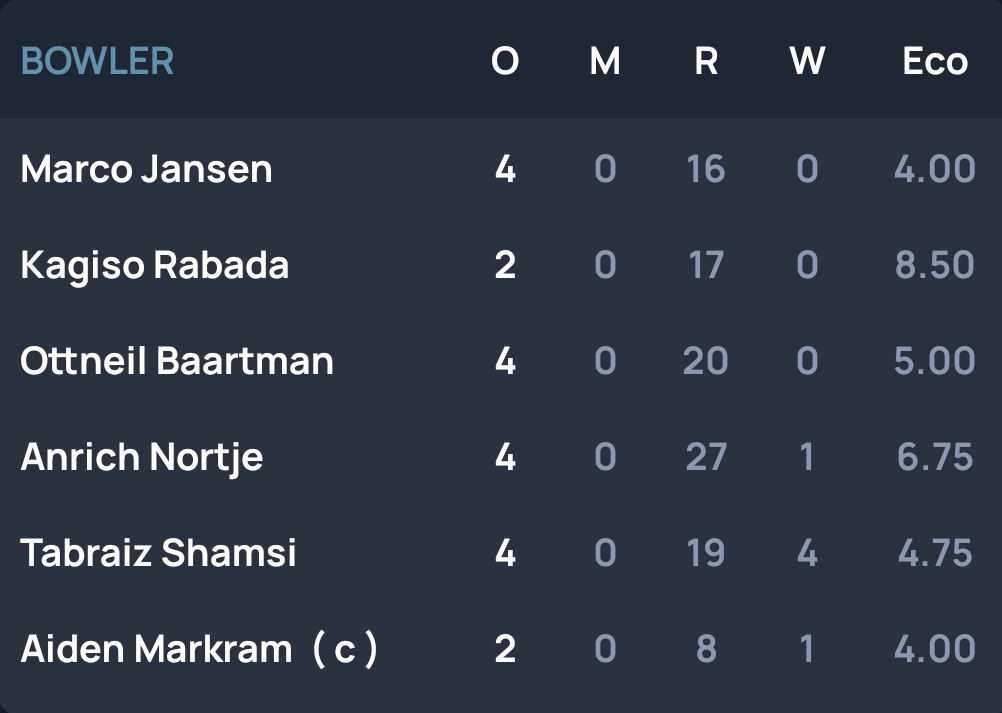 BOWLER O M R W Eco
Marco Jansen 4 0 16 0 4.00
Kagiso Rabada 2 0 17 0 8.50
Ottneil Baartman 4 0 20 0 5.00
Anrich Nortje 4 0 27 1 6.75
Tabraiz Shamsi 4 0 19 4 4.75
Aiden Markram ( c ) 2 0 8 1 4.00